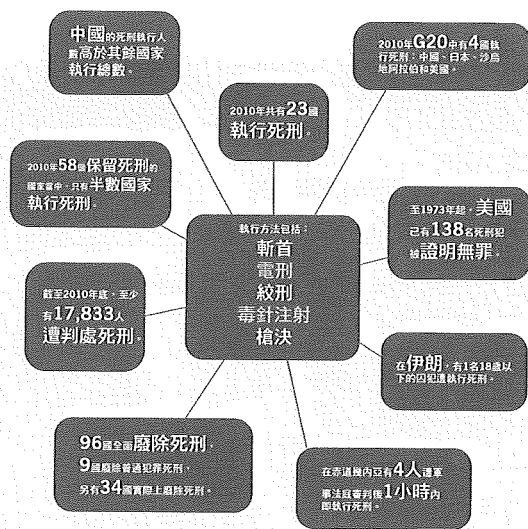 中國的死刑執行人
數高於其餘國家
執行總數。
2010年G20中有4國執
行死刑：中國、日本、沙烏
地阿拉伯和美國。
2010年共有23國
執行死刑。
2010年58個保留死刑的
國家當中，只有半數國家
執行死刑。
執行方法包括：
斬首
電刑
絞刑
毒針注射
槍決
至1973年起，美國
已有138名死刑犯
被證明無罪。
截至2010年底，至少
有17,833人
遭判處死刑。
在伊朗，有1名18歲以
下的囚犯遭執行死刑。
96國全面廢除死刑，
9國廢除普通犯罪死刑，
另有34國實際上廢除死刑。
在赤道幾內亞有4人遭軍
事法庭審判後1小時內
即執行死刑。